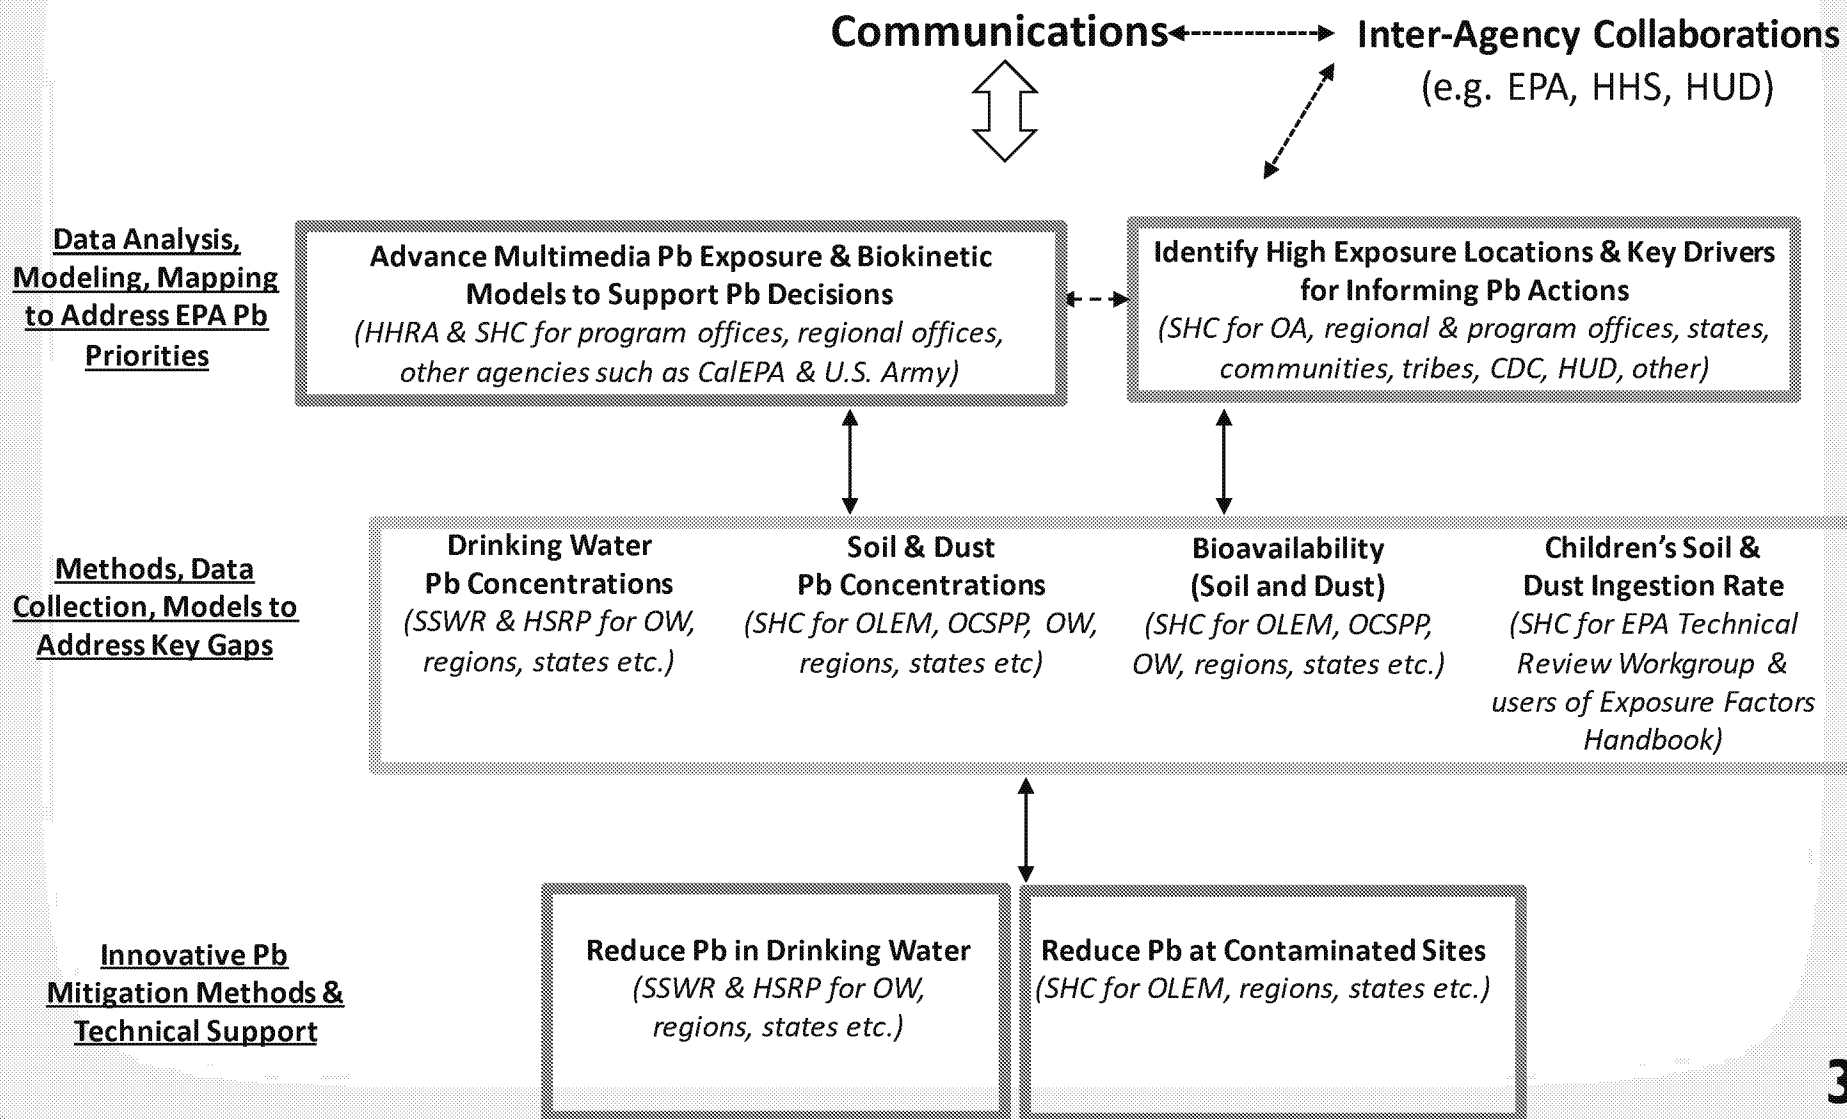 Communications
Inter-Agency Collaborations
(e.g. EPA, HHS, HUD)
Data Analysis,
Modeling, Mapping
to Address EPA Pb
Priorities
Advance Multimedia Pb Exposure & Biokinetic
Models to Support Pb Decisions
(HHRA & SHC for program offices, regional offices,
other agencies such as CalEPA & U.S. Army)
Identify High Exposure Locations & Key Drivers
for Informing Pb Actions
(SHC for OA, regional & program offices, states,
communities, tribes, CDC, HUD, other)
Methods, Data
Collection, Models to
Address Key Gaps
Drinking Water
Pb Concentrations
(SSWR & HSRP for OW,
regions, states etc.)
Soil & Dust
Pb Concentrations
(SHC for OLEM, OCSPP, OW,
regions, states etc)
Bioavailability
(Soil and Dust)
(SHC for OLEM, OCSPP,
OW, regions, states etc.)
Children's Soil &
Dust Ingestion Rate
(SHC for EPA Technical
Review Workgroup &
users of Exposure Factors
Handbook)
Innovative Pb
Mitigation Methods &
Technical Support
Reduce Pb in Drinking Water
(SSWR & HSRP for OW,
regions, states etc.)
Reduce Pb at Contaminated Sites
(SHC for OLEM, regions, states etc.)
3